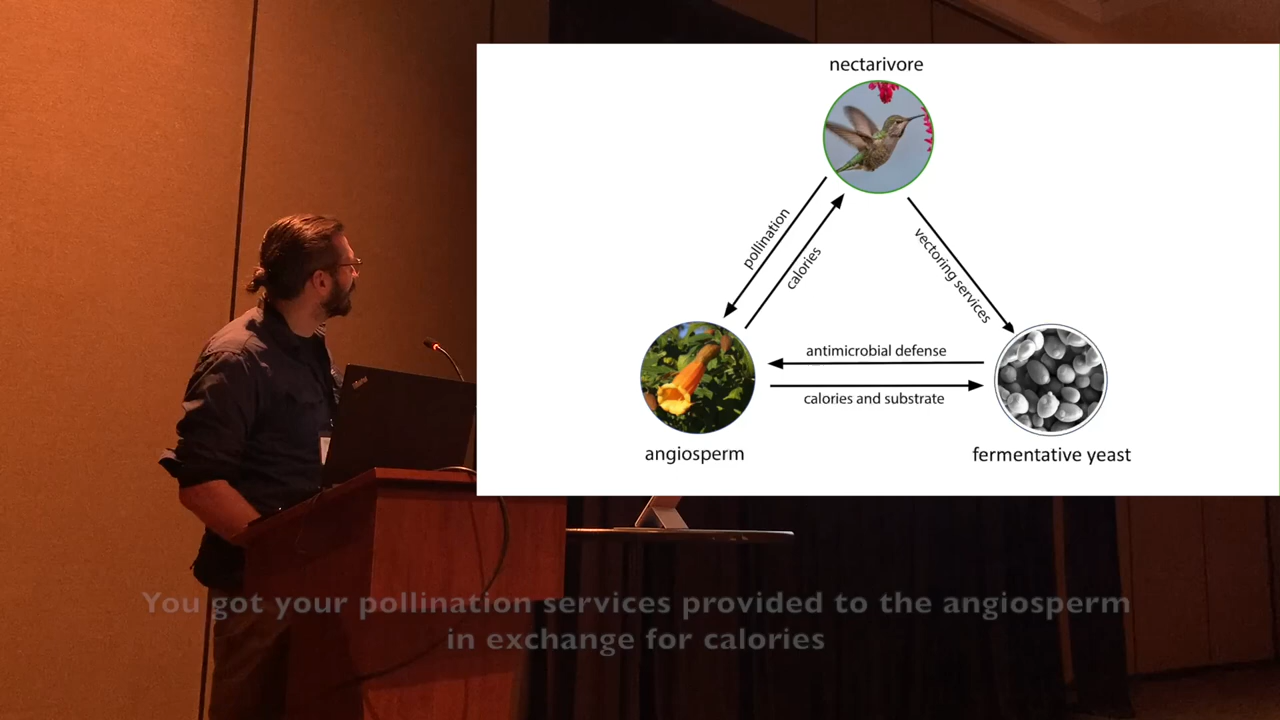 nectarivore
pollination
calories
vectoring services
antimicrobial defense
calories and substrate
angiosperm
fermentative yeast
You got your pollination services provided to the angiosperm
in exchange for calories